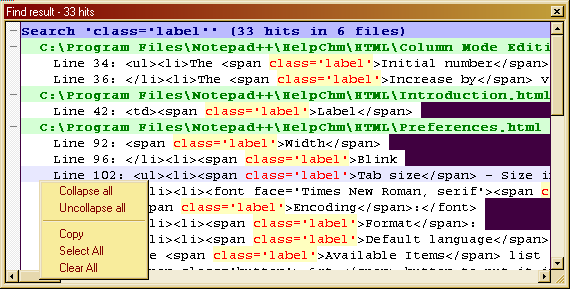 Find result - 33 hits
Search "class='label'" (33 hits in 6 files)
C:\Program Files\Notepad++\HelpChm\HTML\Column Mode Edit
Line 34: <ul><li>The <span class='label'>Initial number</span>
Line 36: </li><li>The <span class='label'>Increase by</span> v
C:\Program Files\Notepad++\HelpChm\HTML\Introduction.html
Line 42: <td><span class='label'>Label</span>
C:\Program Files\Notepad++\HelpChm\HTML\Preferences.html
Line 92: <span class='label'>Width</span>
Line 96: </li><li><span class='label'>Blink
Line 102: <ul><li><span class='label'>Tab size</span> - Size i
<li><li><font face='Times New Roman, serif'><span c
span class='label'>Encoding</span>:</font>
<li><li><span class='label'>Format</span>:
<li><li><span class='label'>Default language</span>
e <span class='label'>Available Items</span> list
Collapse all
Uncollapse all
Copy
Select All
Clear All